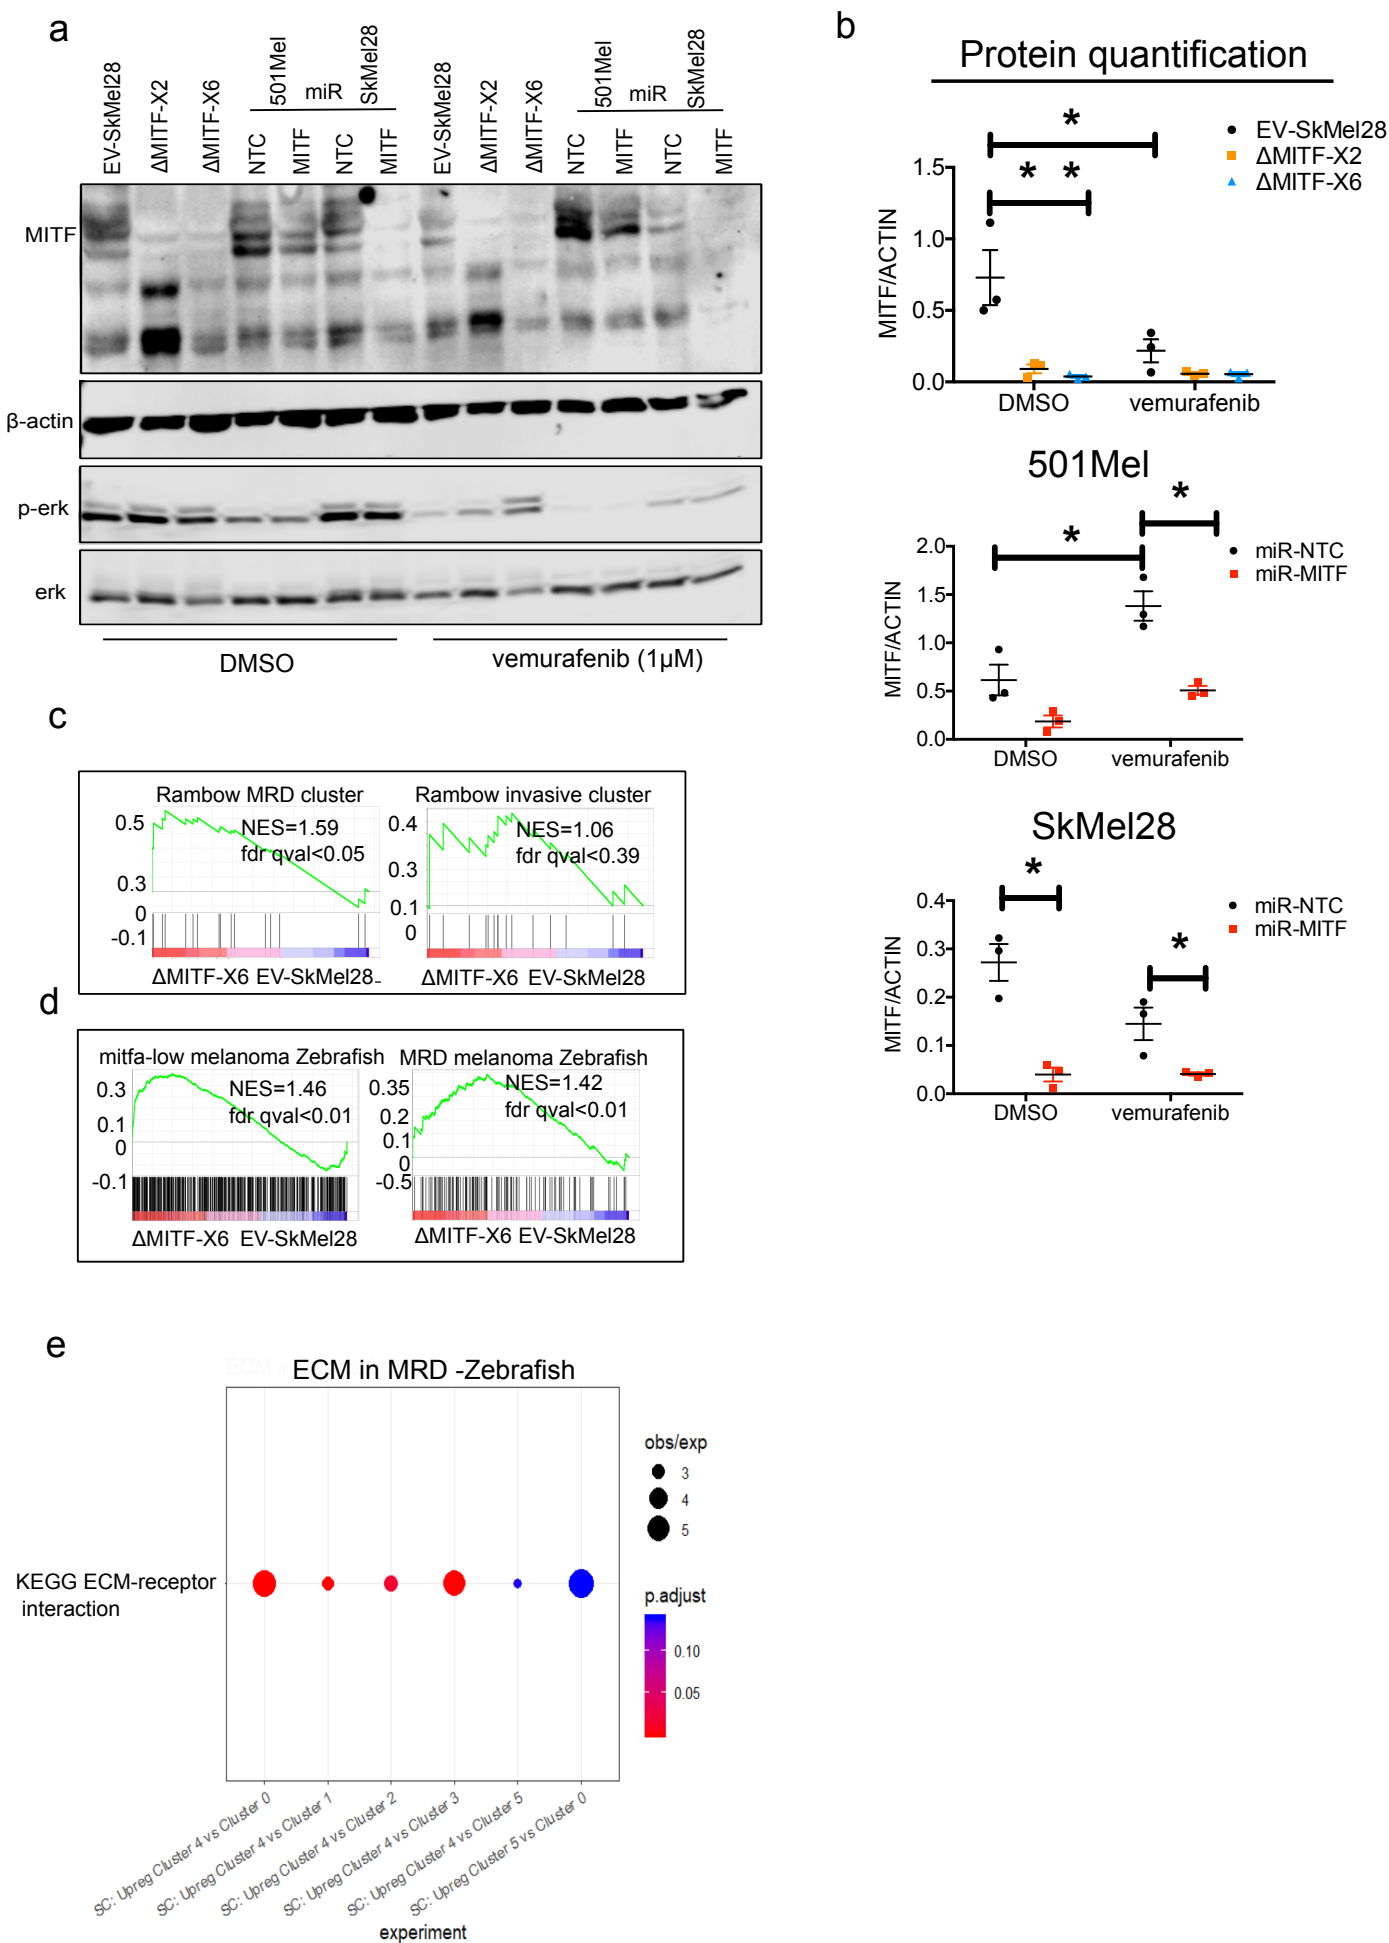 a
EV-SkMel28
ΔMITF-X2
ΔMITF-X6
501Mel
miR
SkMel28
NTC
MITF
NTC
MITF
EV-SkMel28
ΔMITF-X2
ΔMITF-X6
501Mel
miR
SkMel28
NTC
MITF
NTC
MITF
MITF
β-actin
p-erk
erk
DMSO
vemurafenib (1μM)
b
Protein quantification
* 
* *
EV-SkMel28
ΔMITF-X2
ΔMITF-X6
MITF/ACTIN
1.5
1.0
0.5
0.0
DMSO
vemurafenib
501Mel
*
*
miR-NTC
miR-MITF
MITF/ACTIN
2.0
1.5
1.0
0.5
0.0
DMSO
vemurafenib
SkMel28
*
*
miR-NTC
miR-MITF
MITF/ACTIN
0.4
0.3
0.2
0.1
0.0
DMSO
vemurafenib
c
Rambow MRD cluster
NES=1.59
fdr qval<0.05
0.5
0.3
0
-0.1
ΔMITF-X6 EV-SkMel28
Rambow invasive cluster
NES=1.06
fdr qval<0.39
0.4
0.3
0.1
0
ΔMITF-X6 EV-SkMel28
d
mitfa-low melanoma Zebrafish
NES=1.46
fdr qval<0.01
0.3
0.1
0
-0.1
ΔMITF-X6 EV-SkMel28
MRD melanoma Zebrafish
NES=1.42
fdr qval<0.01
0.35
0.2
0.1
0
-0.5
ΔMITF-X6 EV-SkMel28
e
ECM in MRD -Zebrafish
KEGG ECM-receptor
interaction
obs/exp
3
4
5
p.adjust
0.10
0.05
SC: Upreg Cluster 4 vs Cluster 0
SC: Upreg Cluster 4 vs Cluster 1
SC: Upreg Cluster 4 vs Cluster 2
SC: Upreg Cluster 4 vs Cluster 3
SC: Upreg Cluster 4 vs Cluster 5
SC: Upreg Cluster 5 vs Cluster 0
experiment